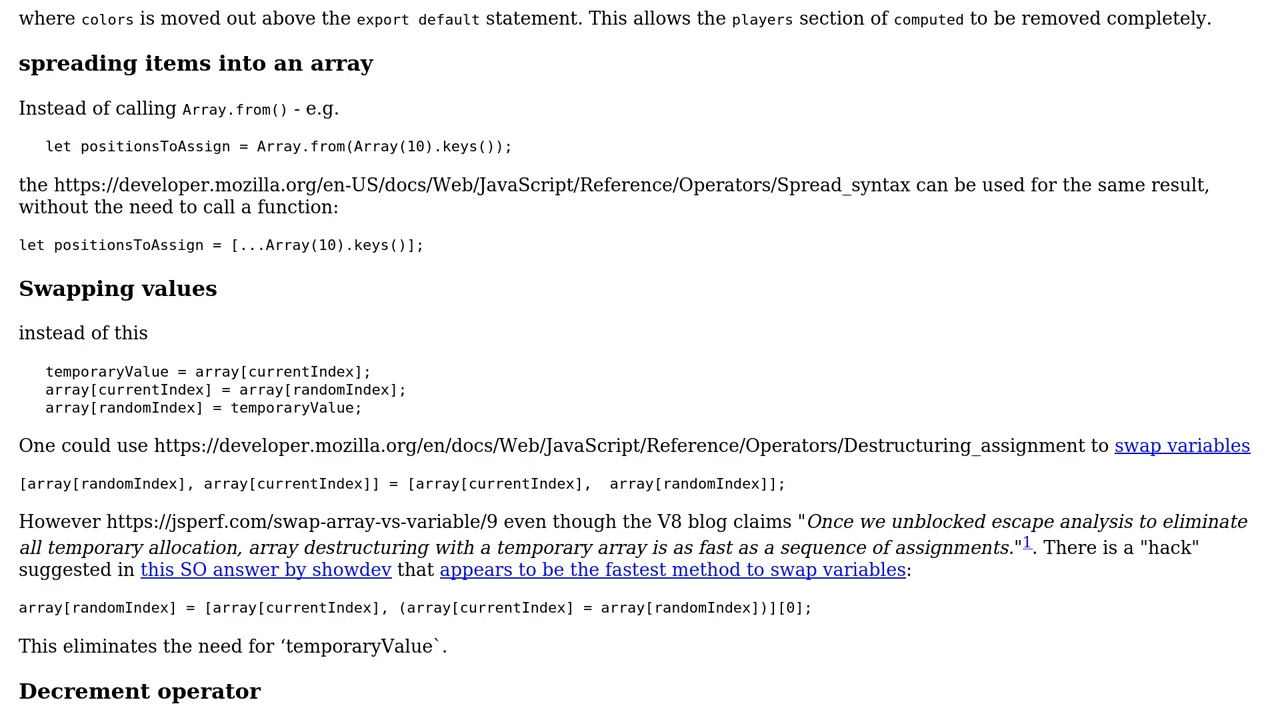 where colors is moved out above the export default statement. This allows the players section of computed to be removed completely.
spreading items into an array
Instead of calling Array.from() - e.g.
let positionsToAssign = Array.from(Array(10).keys());
the https://developer.mozilla.org/en-US/docs/Web/JavaScript/Reference/Operators/Spread_syntax can be used for the same result,
without the need to call a function:
let positionsToAssign = [...Array(10).keys()];
Swapping values
instead of this
temporaryValue = array[currentIndex];
array[currentIndex] = array[randomIndex];
array[randomIndex] = temporaryValue;
One could use https://developer.mozilla.org/en/docs/Web/JavaScript/Reference/Operators/Destructuring_assignment to swap variables
[array[randomIndex], array[currentIndex]] = [array[currentIndex],  array[randomIndex]];
However https://jsperf.com/swap-array-vs-variable/9 even though the V8 blog claims "Once we unblocked escape analysis to eliminate
all temporary allocation, array destructuring with a temporary array is as fast as a sequence of assignments."1. There is a "hack"
suggested in this SO answer by showdev that appears to be the fastest method to swap variables:
array[randomIndex] = [array[currentIndex], (array[currentIndex] = array[randomIndex])][0];
This eliminates the need for ‘temporaryValue`.
Decrement operator